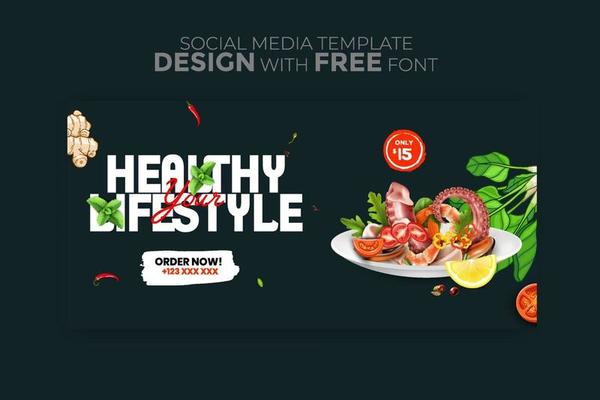 SOCIAL MEDIA TEMPLATE
DESIGN WITH FREE FONT
ONLY
$15
HEALTHY
Your
LIFESTYLE
ORDER NOW!
+123 XXX XXX